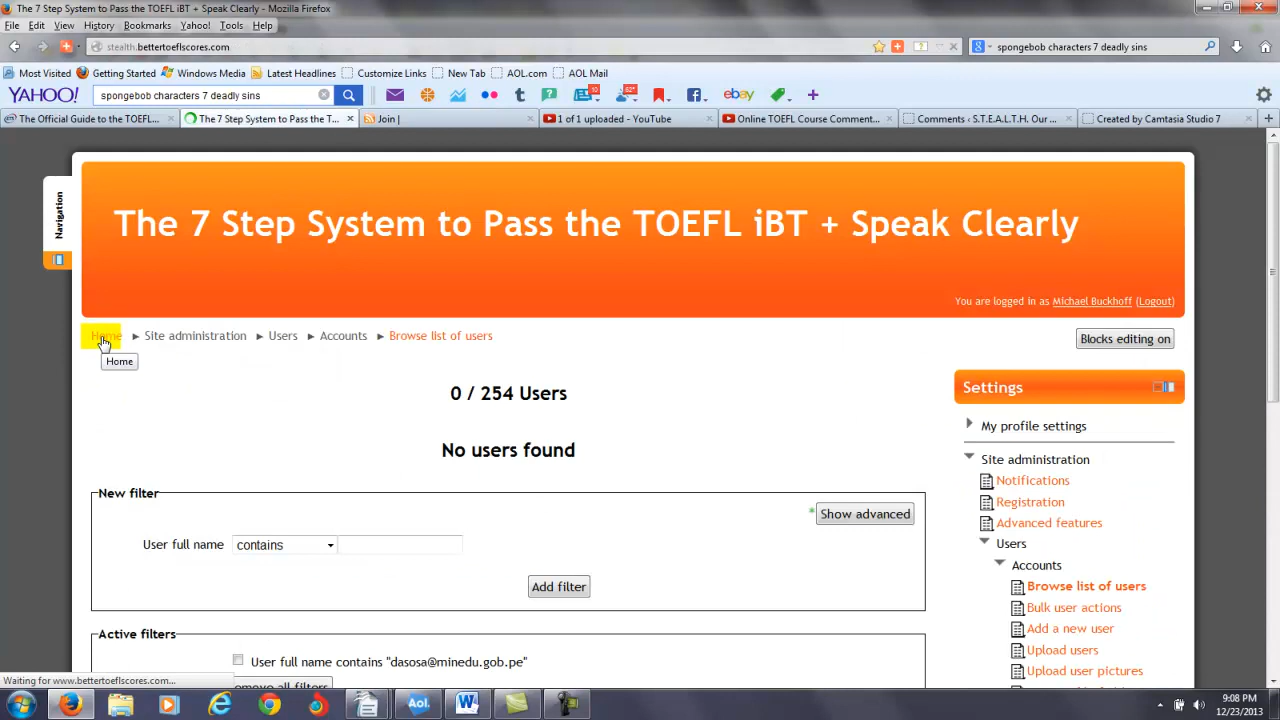 The 7 Step System to Pass the TOEFL iBT + Speak Clearly - Mozilla Firefox
File Edit View History Bookmarks Yahoo! Tools Help
stealth.bettertoeflscores.com
spongebob characters 7 deadly sins
Most Visited Getting Started Windows Media Latest Headlines Customize Links New Tab AOL.com AOL Mail
YAHOO! spongebob characters 7 deadly sins ebay
The Official Guide to the TOEFL... The 7 Step System to Pass the T... Join | 1 of 1 uploaded - YouTube Online TOEFL Course Comment... Comments ‹ S.T.E.A.L.T.H. Our ... Created by Camtasia Studio 7
Navigation
The 7 Step System to Pass the TOEFL iBT + Speak Clearly
You are logged in as Michael Buckhoff (Logout)
Home ► Site administration ► Users ► Accounts ► Browse list of users
Blocks editing on
Home
0 / 254 Users
No users found
New filter
* Show advanced
User full name contains
Add filter
Active filters
User full name contains "dasosa@minedu.gob.pe"
Remove all filters
Settings
My profile settings
Site administration
Notifications
Registration
Advanced features
Users
Accounts
Browse list of users
Bulk user actions
Add a new user
Upload users
Upload user pictures
Waiting for www.bettertoeflscores.com...
Aol.
9:08 PM
12/23/2013